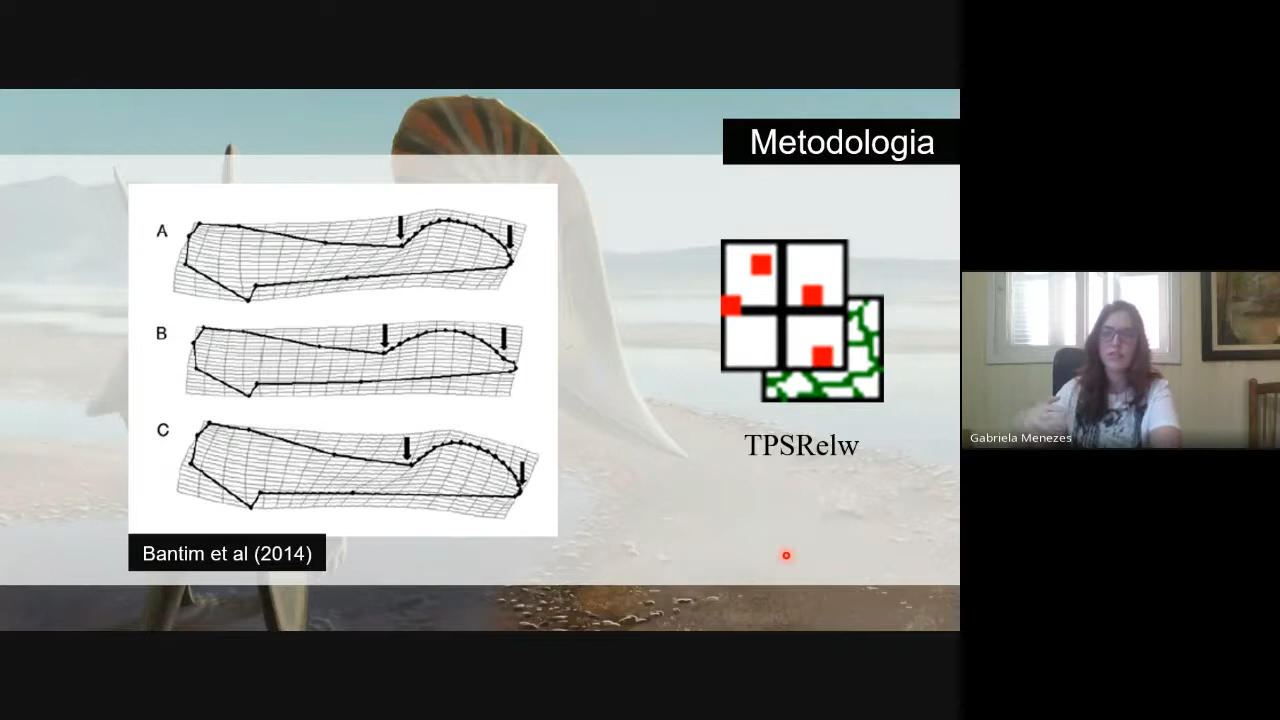 Metodologia
A
B
C
TPSRelw
Bantim et al (2014)
Gabriela Menezes